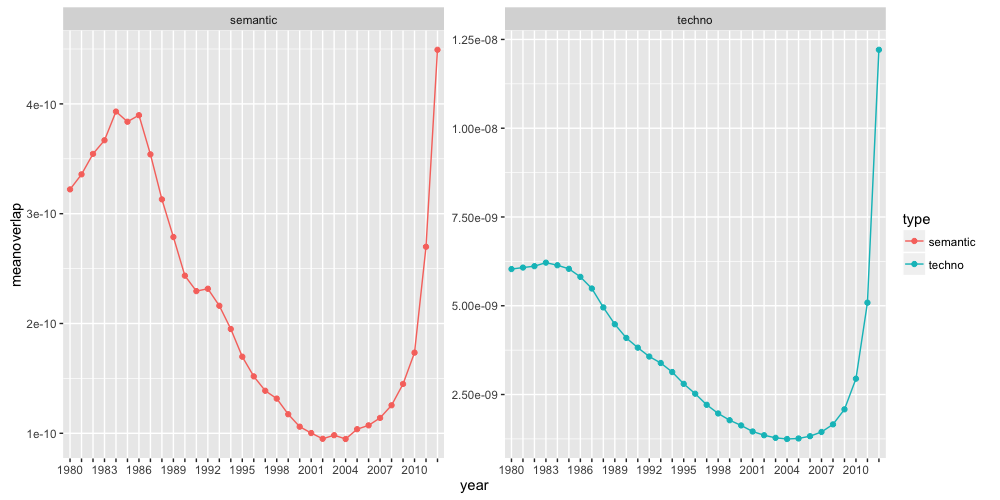 semantic
techno
meanoverlap
4e-10
3e-10
2e-10
1e-10
1980 1983 1986 1989 1992 1995 1998 2001 2004 2007 2010
1.25e-08
1.00e-08
7.50e-09
5.00e-09
2.50e-09
1980 1983 1986 1989 1992 1995 1998 2001 2004 2007 2010
year
type
semantic
techno